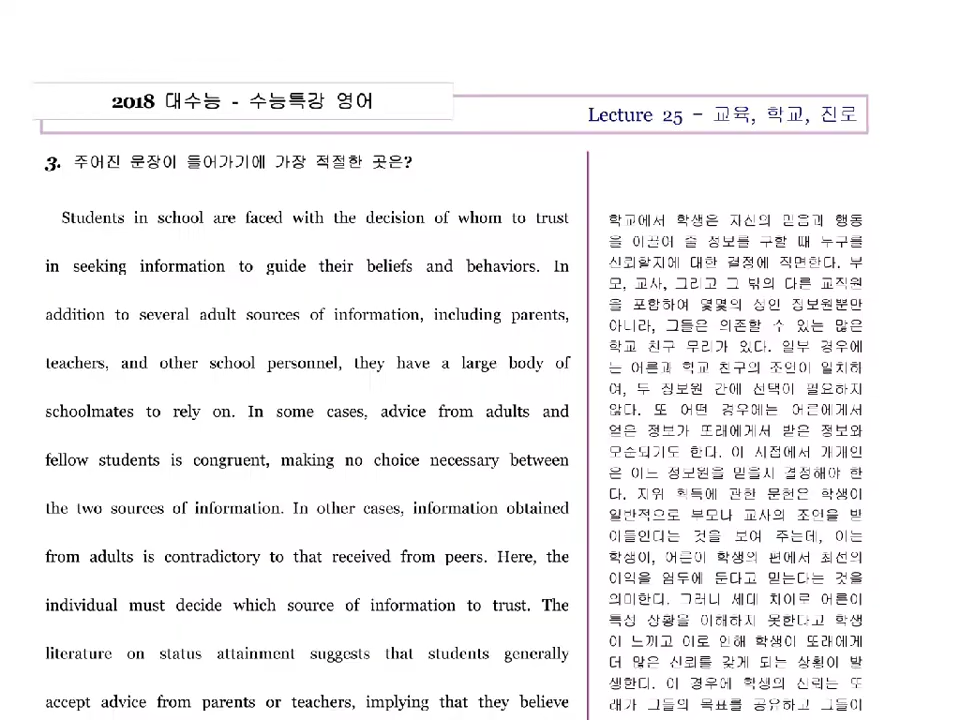 2018 대수능 - 수능특강 영어
Lecture 25 - 교육, 학교, 진로
3. 주어진 문장이 들어가기에 가장 적절한 곳은?
Students in school are faced with the decision of whom to trust
in seeking information to guide their beliefs and behaviors. In
addition to several adult sources of information, including parents,
teachers, and other school personnel, they have a large body of
schoolmates to rely on. In some cases, advice from adults and
fellow students is congruent, making no choice necessary between
the two sources of information. In other cases, information obtained
from adults is contradictory to that received from peers. Here, the
individual must decide which source of information to trust. The
literature on status attainment suggests that students generally
accept advice from parents or teachers, implying that they believe
학교에서 학생은 자신의 믿음과 행동
을 이끌어 줄 정보를 구할 때 누구를
신뢰할지에 대한 결정에 직면한다. 부
모, 교사, 그리고 그 밖의 다른 교직원
을 포함하여 몇몇의 성인 정보원뿐만
아니라, 그들은 의존할 수 있는 많은
학교 친구 무리가 있다. 일부 경우에
는 어른과 학교 친구의 조언이 일치하
여, 두 정보원 간에 선택이 필요하지
않다. 또 어떤 경우에는 어른에게서
얻은 정보가 또래에게서 받은 정보와
모순되기도 한다. 이 시점에서 개개인
은 어느 정보원을 믿을지 결정해야 한
다. 지위 획득에 관한 문헌은 학생이
일반적으로 부모나 교사의 조언을 받
아들인다는 것을 보여 주는데, 이는
학생이, 어른이 학생의 편에서 최선의
이익을 염두에 둔다고 믿는다는 것을
의미한다. 그러나 세대 차이로 어른이
특정 상황을 이해하지 못한다고 학생
이 느끼고 이로 인해 학생이 또래에게
더 많은 신뢰를 갖게 되는 상황이 발
생한다. 이 경우에 학생의 신뢰는 또
래가 그들의 목표를 공유하고 그들이